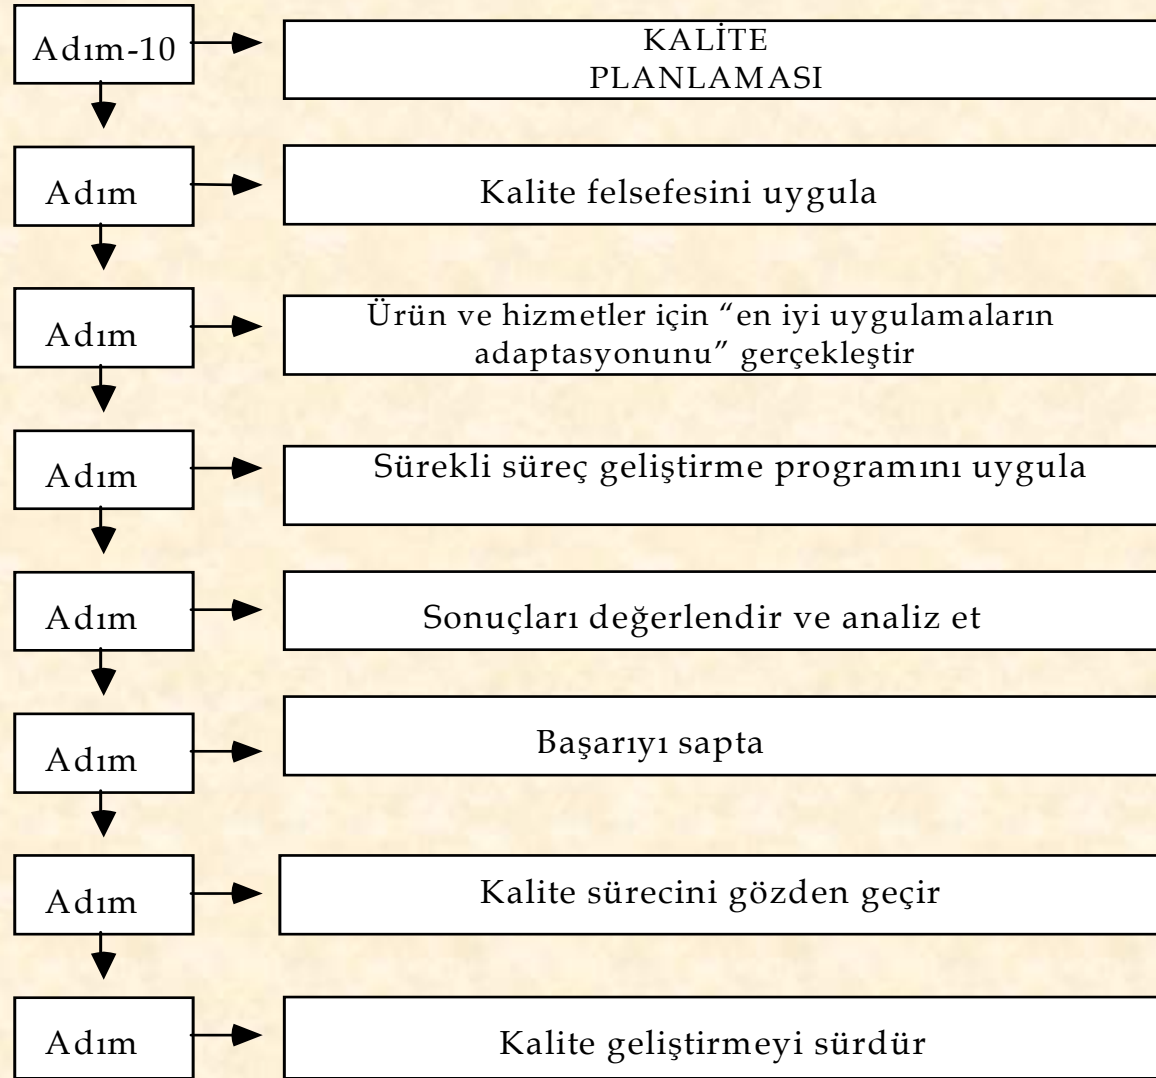 Adım-10
KALİTE
PLANLAMASI
Adım
Kalite felsefesini uygula
Adım
Ürün ve hizmetler için “en iyi uygulamaların
adaptasyonunu” gerçekleştir
Adım
Sürekli süreç geliştirme programını uygula
Adım
Sonuçları değerlendir ve analiz et
Adım
Başarıyı sapta
Adım
Kalite sürecini gözden geçir
Adım
Kalite geliştirmeyi sürdür